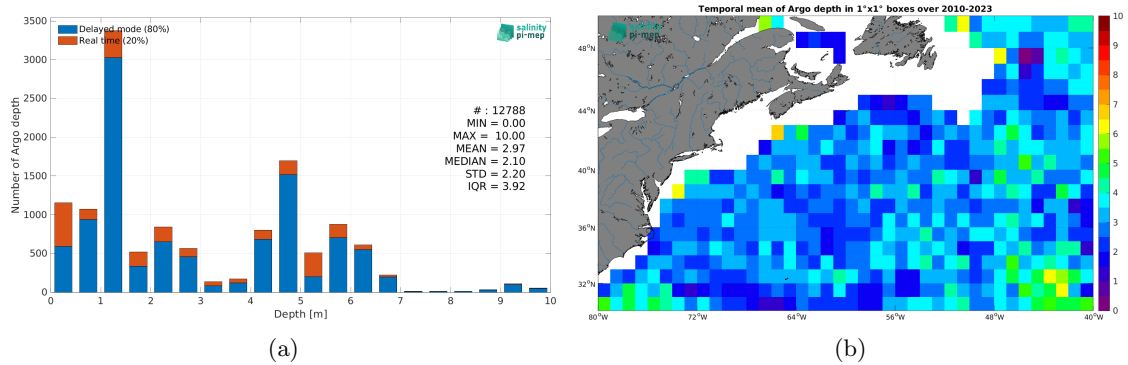 Delayed mode (80%)
Real time (20%)
salinity
pi-mep
# : 12788
MIN = 0.00
MAX = 10.00
MEAN = 2.97
MEDIAN = 2.10
STD = 2.20
IQR = 3.92
Number of Argo depth
3500
3000
2500
2000
1500
1000
500
0
0 1 2 3 4 5 6 7 8 9 10
Depth [m]
(a)
Temporal mean of Argo depth in 1°x1° boxes over 2010-2023
salinity
pi-mep
48°N
44°N
40°N
36°N
32°N
80°W 72°W 64°W 56°W 48°W 40°W
10
9
8
7
6
5
4
3
2
1
0
(b)